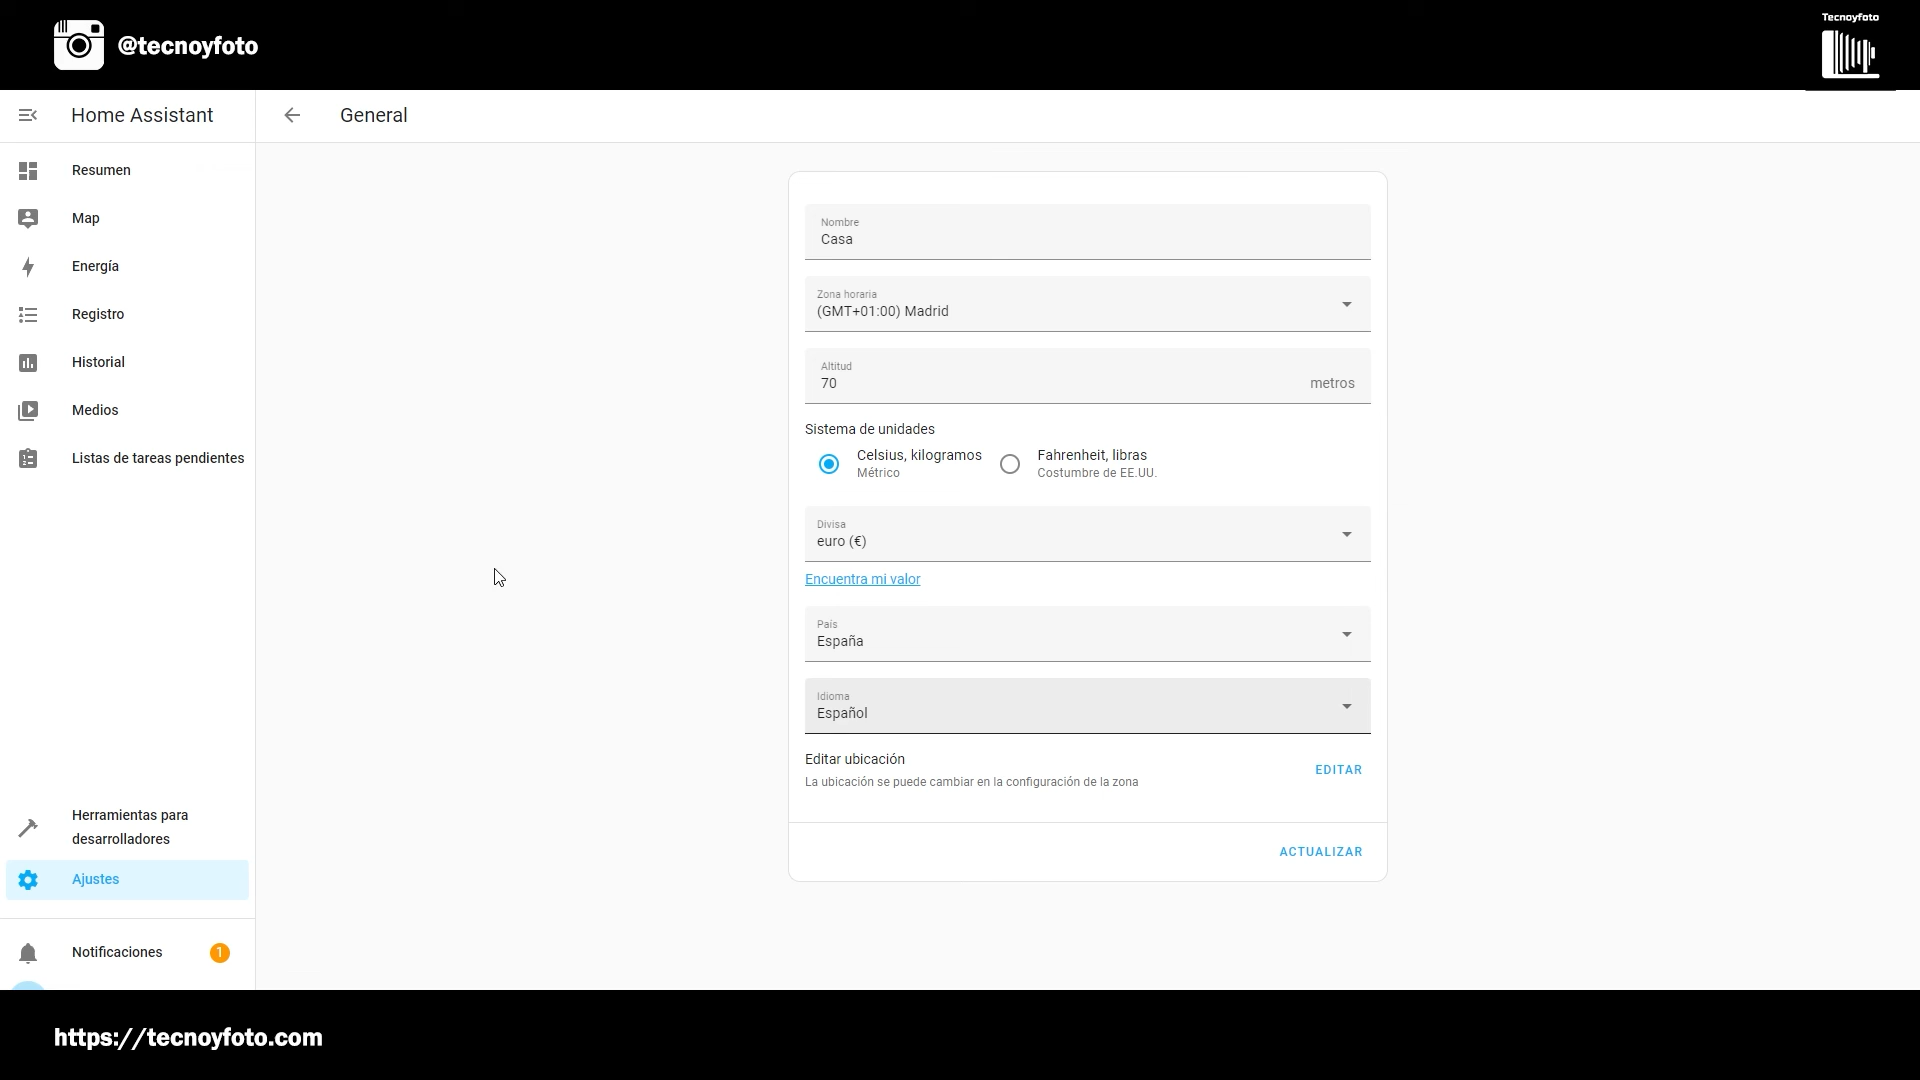 @tecnoyfoto
Tecnoyfoto
Home Assistant
General
Resumen
Map
Energía
Registro
Historial
Medios
Listas de tareas pendientes
Herramientas para
desarrolladores
Ajustes
Notificaciones
1
Nombre
Casa
Zona horaria
(GMT+01:00) Madrid
Altitud
70
metros
Sistema de unidades
Celsius, kilogramos
Métrico
Fahrenheit, libras
Costumbre de EE.UU.
Divisa
euro (€)
Encuentra mi valor
País
España
Idioma
Español
Editar ubicación
La ubicación se puede cambiar en la configuración de la zona
EDITAR
ACTUALIZAR
https://tecnoyfoto.com